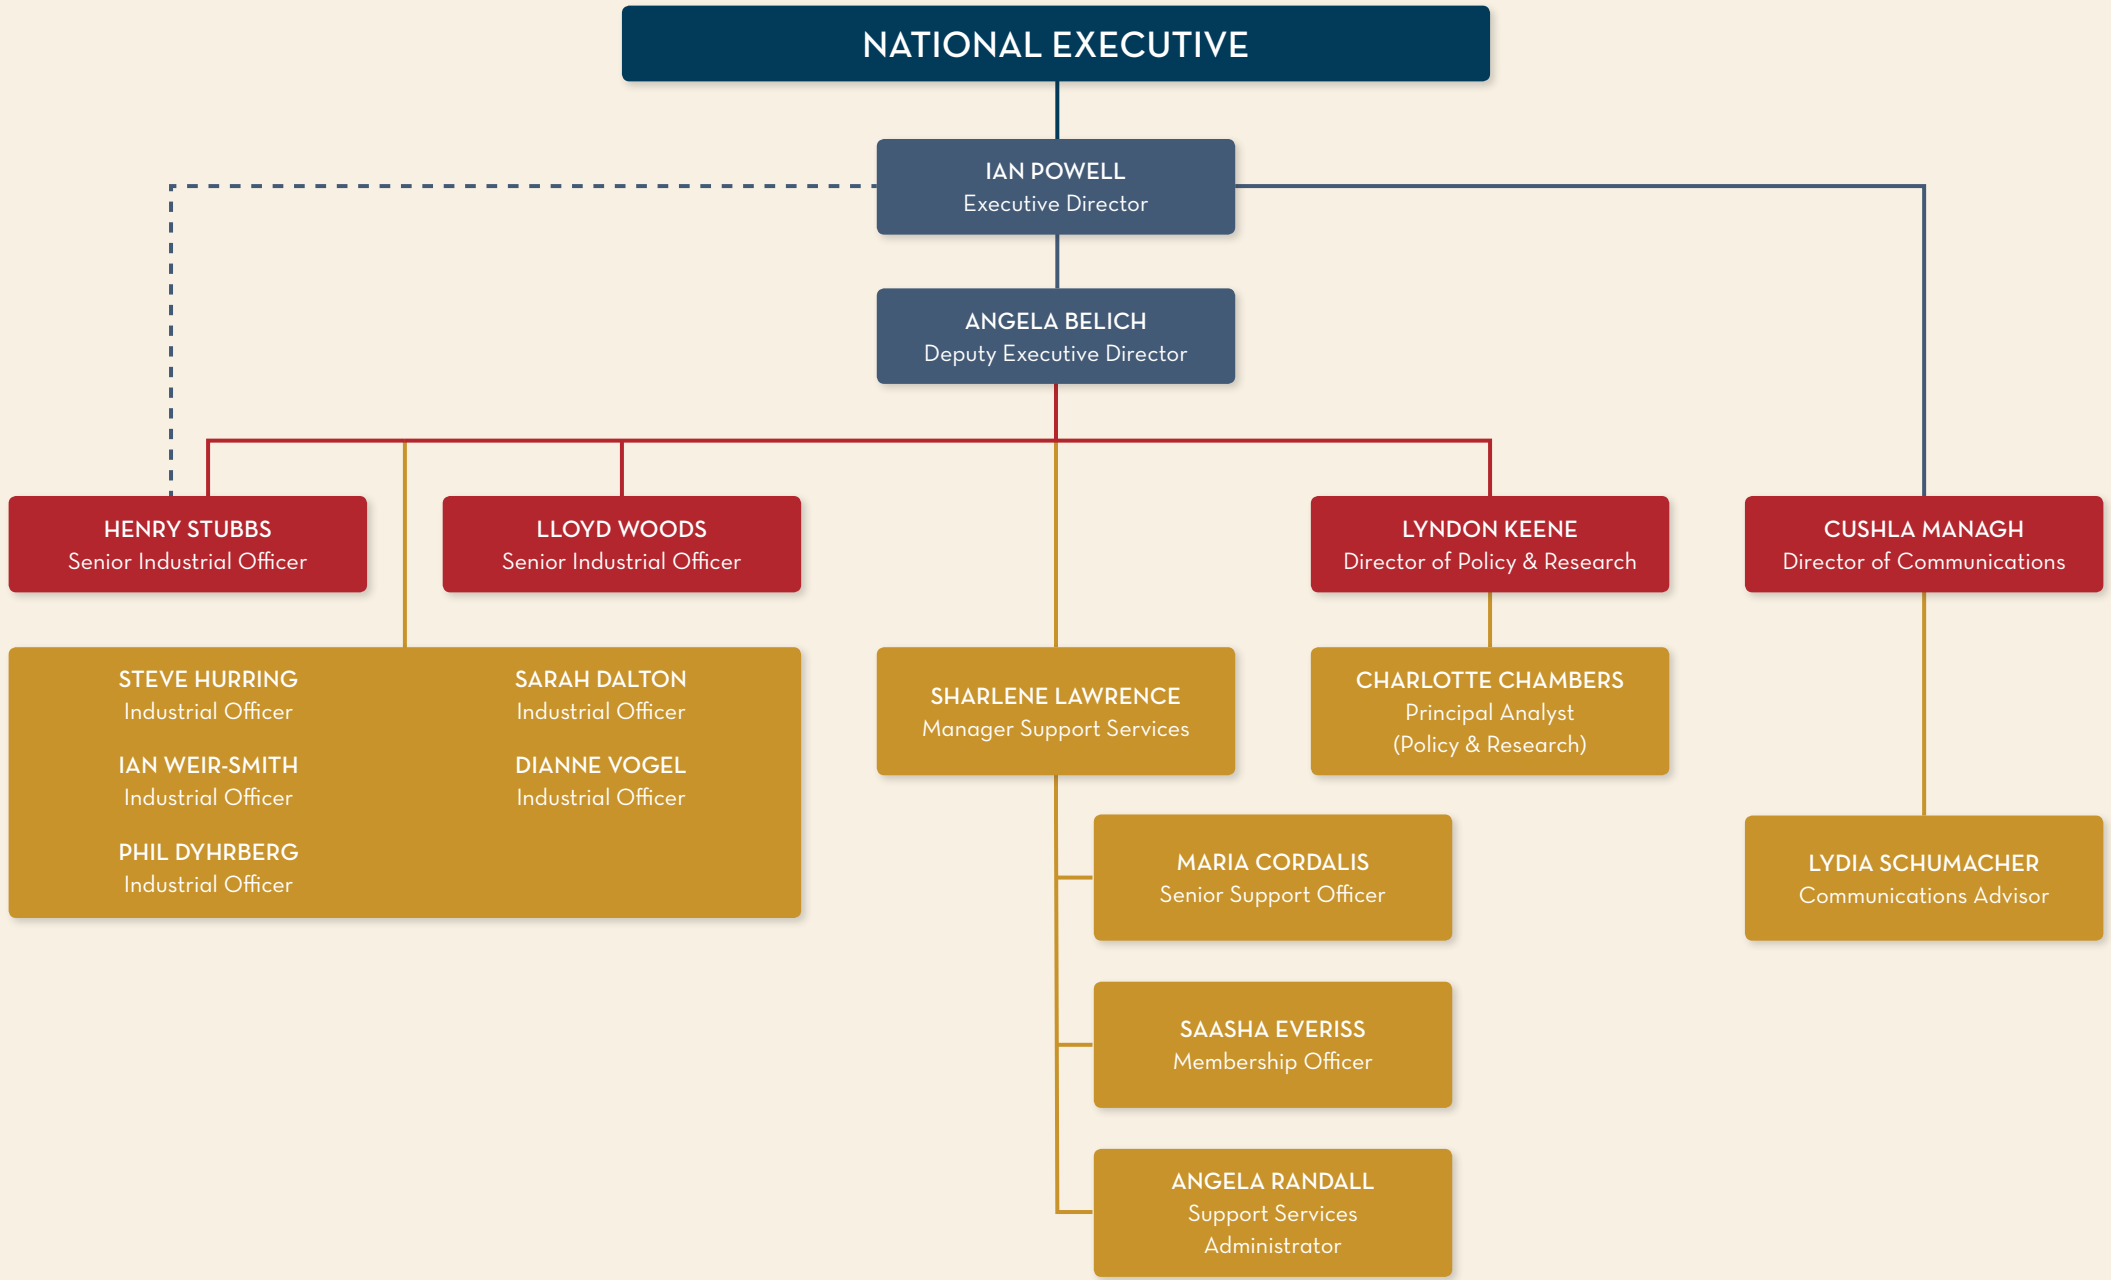 NATIONAL EXECUTIVE
IAN POWELL
Executive Director
ANGELA BELICH
Deputy Executive Director
HENRY STUBBS
Senior Industrial Officer
LLOYD WOODS
Senior Industrial Officer
LYNDON KEENE
Director of Policy & Research
CUSHLA MANAGH
Director of Communications
STEVE HURRING
Industrial Officer
IAN WEIR-SMITH
Industrial Officer
PHIL DYHRBERG
Industrial Officer
SARAH DALTON
Industrial Officer
DIANNE VOGEL
Industrial Officer
SHARLENE LAWRENCE
Manager Support Services
CHARLOTTE CHAMBERS
Principal Analyst
(Policy & Research)
MARIA CORDALIS
Senior Support Officer
LYDIA SCHUMACHER
Communications Advisor
SAASHA EVERISS
Membership Officer
ANGELA RANDALL
Support Services
Administrator